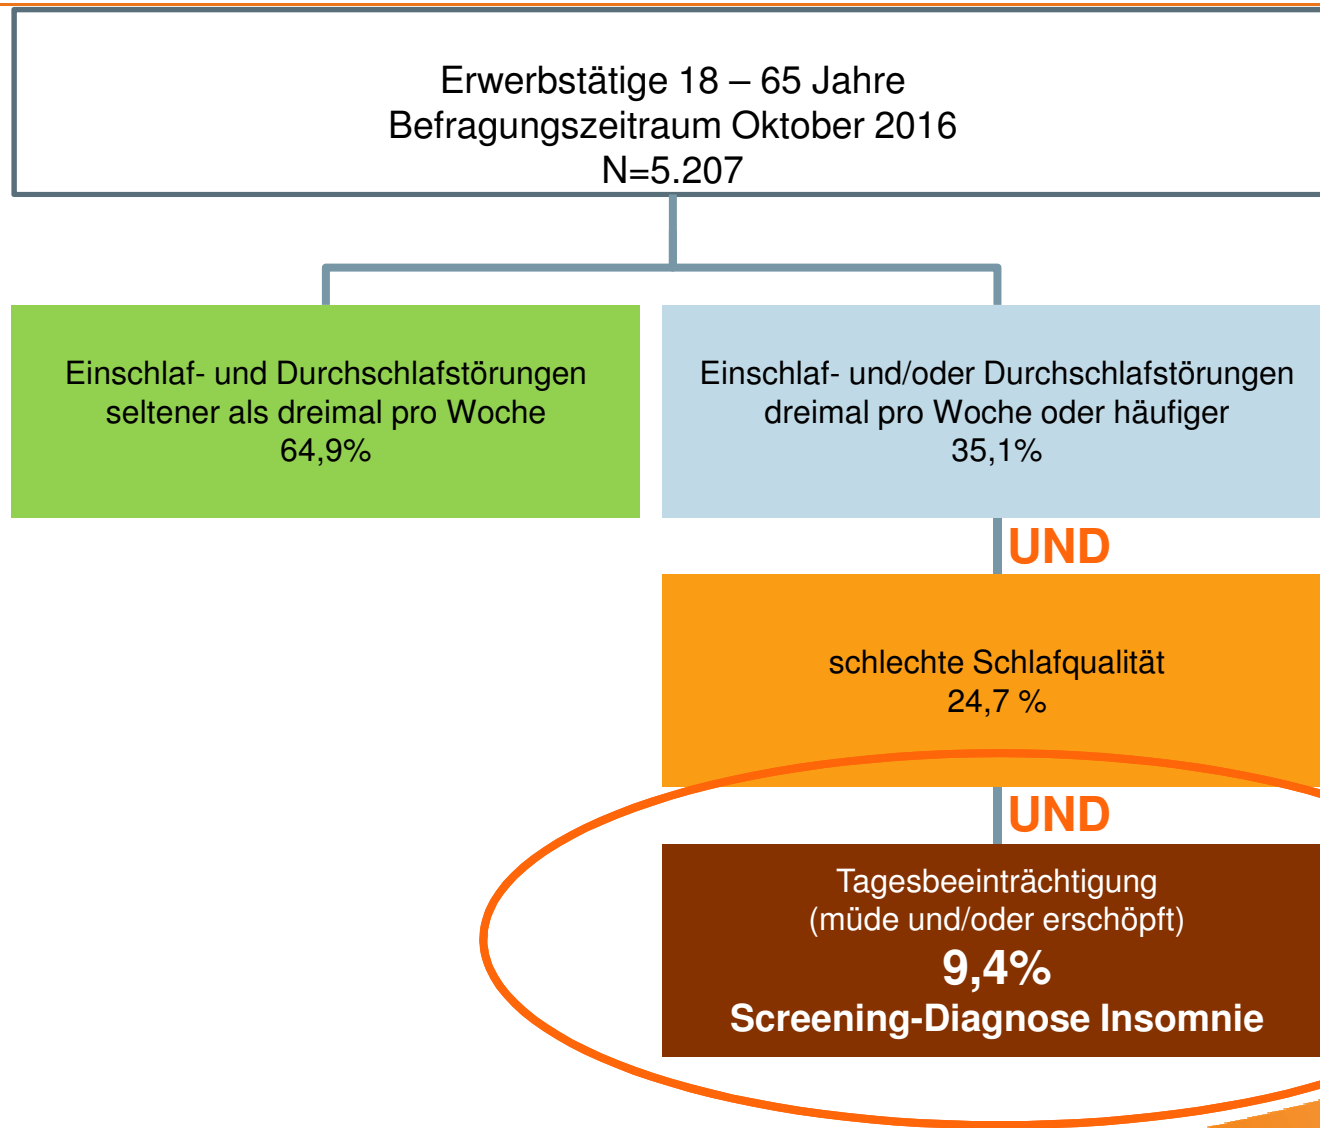 Erwerbstätige 18 – 65 Jahre
Befragungszeitraum Oktober 2016
N=5.207
Einschlaf- und Durchschlafstörungen
seltener als dreimal pro Woche
64,9%
Einschlaf- und/oder Durchschlafstörungen
dreimal pro Woche oder häufiger
35,1%
UND
schlechte Schlafqualität
24,7 %
UND
Tagesbeeinträchtigung
(müde und/oder erschöpft)
9,4%
Screening-Diagnose Insomnie